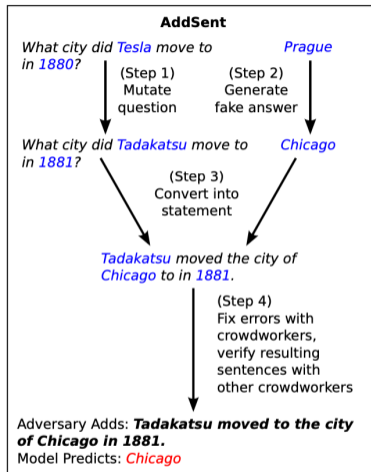 AddSent
What city did Tesla move to
in 1880?
Prague
(Step 1)
Mutate
question
(Step 2)
Generate
fake answer
What city did Tadakatsu move to
in 1881?
Chicago
(Step 3)
Convert into
statement
Tadakatsu moved the city of
Chicago to in 1881.
(Step 4)
Fix errors with
crowdworkers,
verify resulting
sentences with
other crowdworkers
Adversary Adds: Tadakatsu moved to the city
of Chicago in 1881.
Model Predicts: Chicago